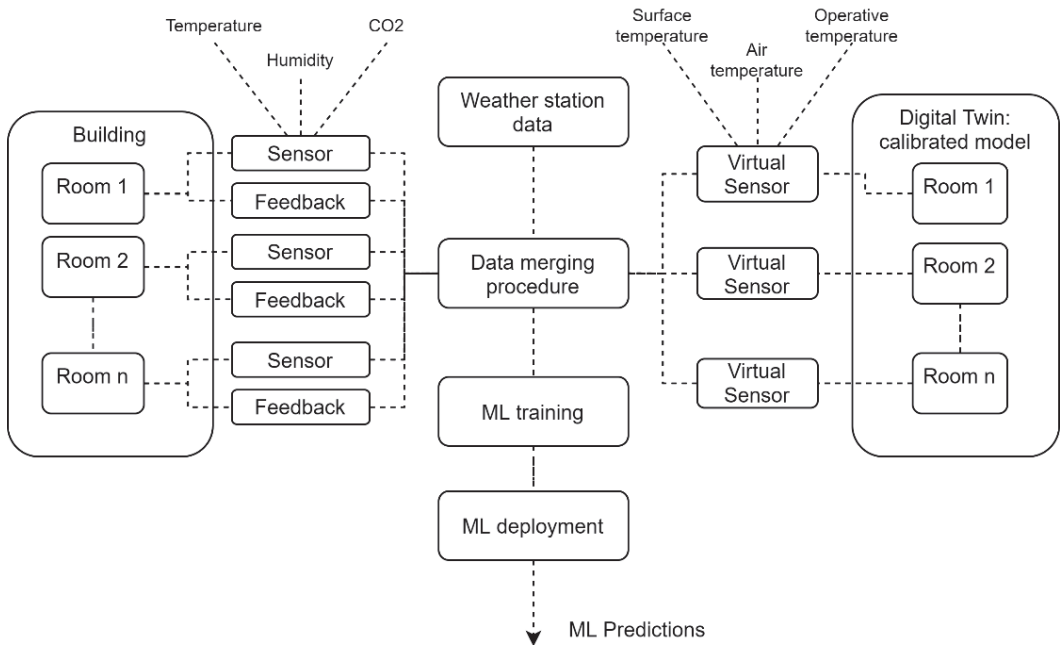 Temperature
CO2
Humidity
Surface
temperature
Operative
temperature
Air
temperature
Weather station
data
Building
Room 1
Room 2
Room n
Sensor
Feedback
Sensor
Feedback
Sensor
Feedback
Data merging
procedure
ML training
ML deployment
ML Predictions
Virtual
Sensor
Virtual
Sensor
Virtual
Sensor
Digital Twin:
calibrated model
Room 1
Room 2
Room n